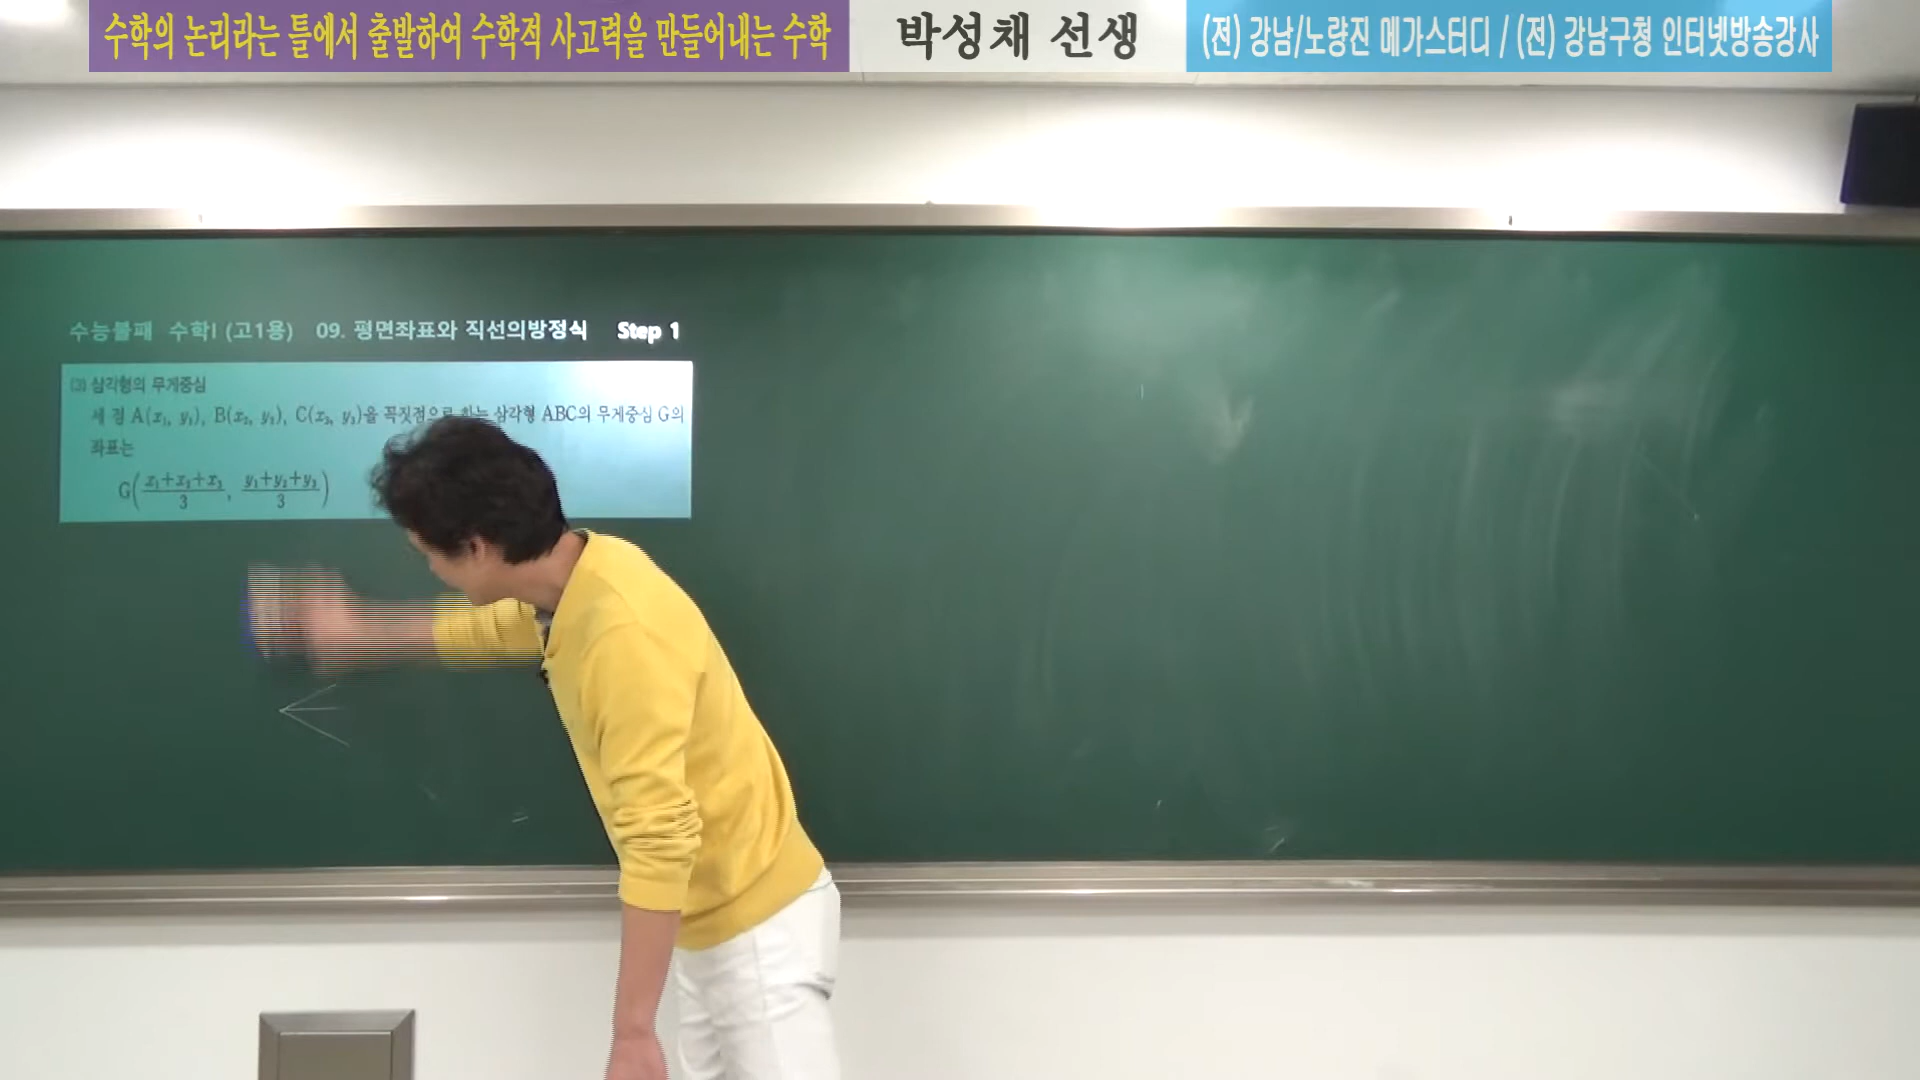 수학의 논리라는 틀에서 출발하여 수학적 사고력을 만들어내는 수학
박성채 선생
(전) 강남/노량진 메가스터디 / (전) 강남구청 인터넷방송강사
수능불패 수학I (고1용) 09. 평면좌표와 직선의방정식 Step 1
(3) 삼각형의 무게중심
세 점 A(x₁, y₁), B(x₂, y₂), C(x₃, y₃)을 꼭짓점으로 하는 삼각형 ABC의 무게중심 G의
좌표는
G((x₁+x₂+x₃)/3, (y₁+y₂+y₃)/3)